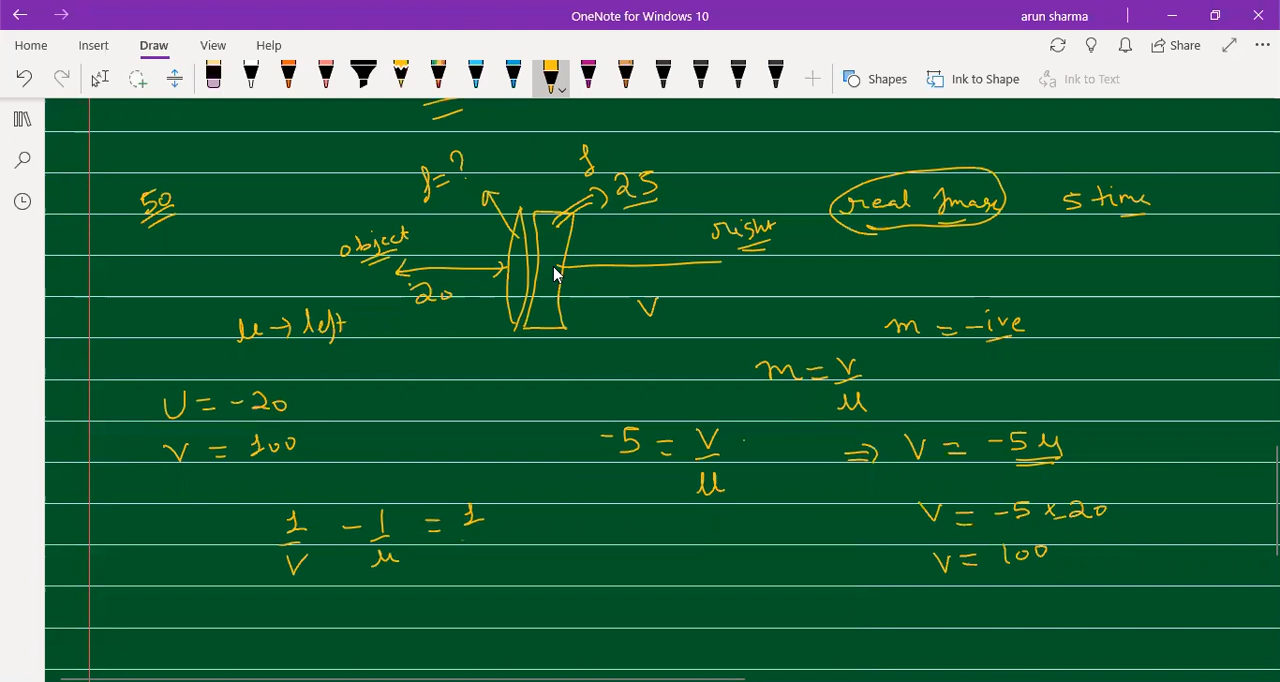 OneNote for Windows 10
arun sharma
Home Insert Draw View Help
Share
Shapes
Ink to Shape
Ink to Text
50
f = ?
f
25
real Image
5 time
object
right
20
v
μ → left
m = -ive
m = v/μ
U = -20
v = 100
-5 = v/μ
⇒ v = -5μ
v = -5 x -20
v = 100
1/v - 1/μ = 1